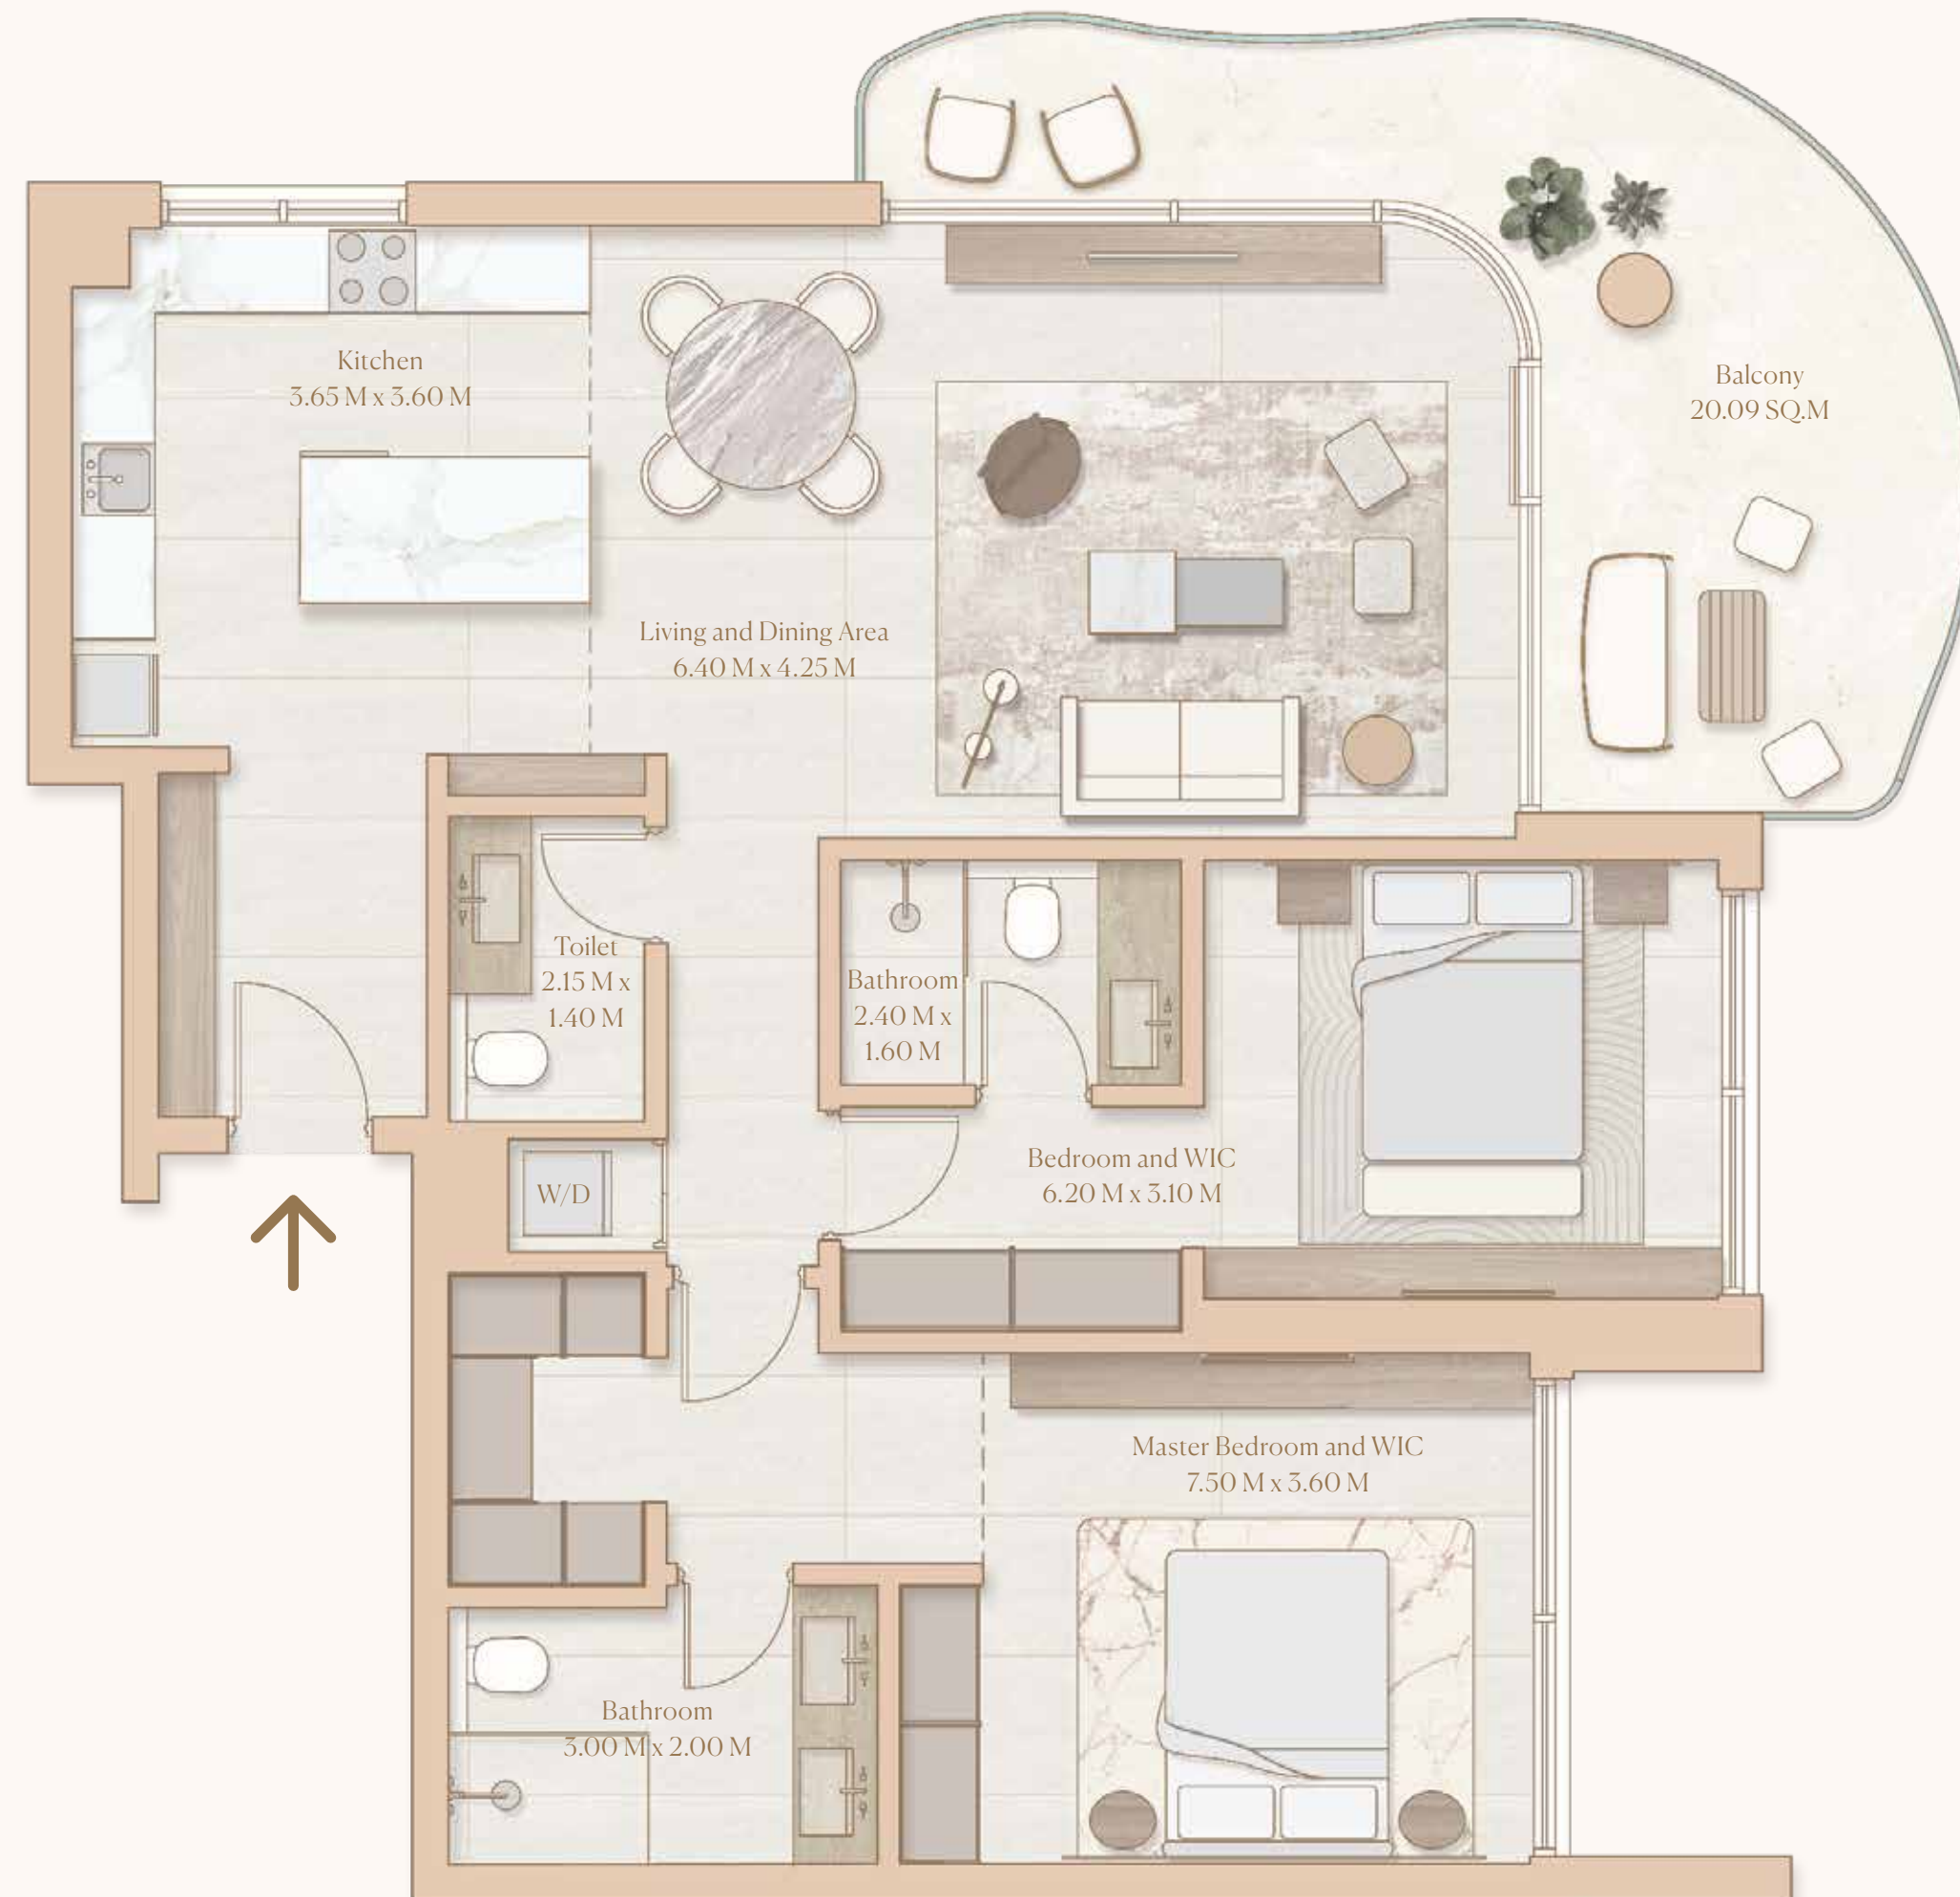 Kitchen
3.65 M x 3.60 M
Balcony
20.09 SQ.M
Living and Dining Area
6.40 M x 4.25 M
Toilet
2.15 M x
1.40 M
Bathroom
2.40 M x
1.60 M
Bedroom and WIC
6.20 M x 3.10 M
W/D
Master Bedroom and WIC
7.50 M x 3.60 M
Bathroom
3.00 M x 2.00 M